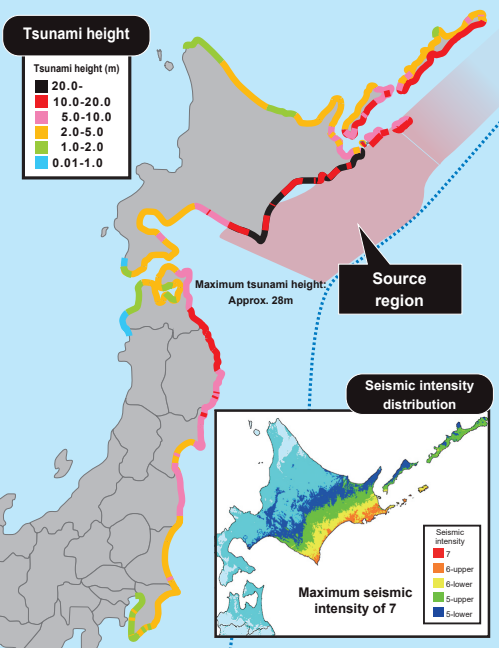 Tsunami height
Tsunami height (m)
20.0-
10.0-20.0
5.0-10.0
2.0-5.0
1.0-2.0
0.01-1.0
Maximum tsunami height:
Approx. 28m
Source
region
Seismic intensity
distribution
Seismic
intensity
7
6-upper
6-lower
5-upper
5-lower
Maximum seismic
intensity of 7